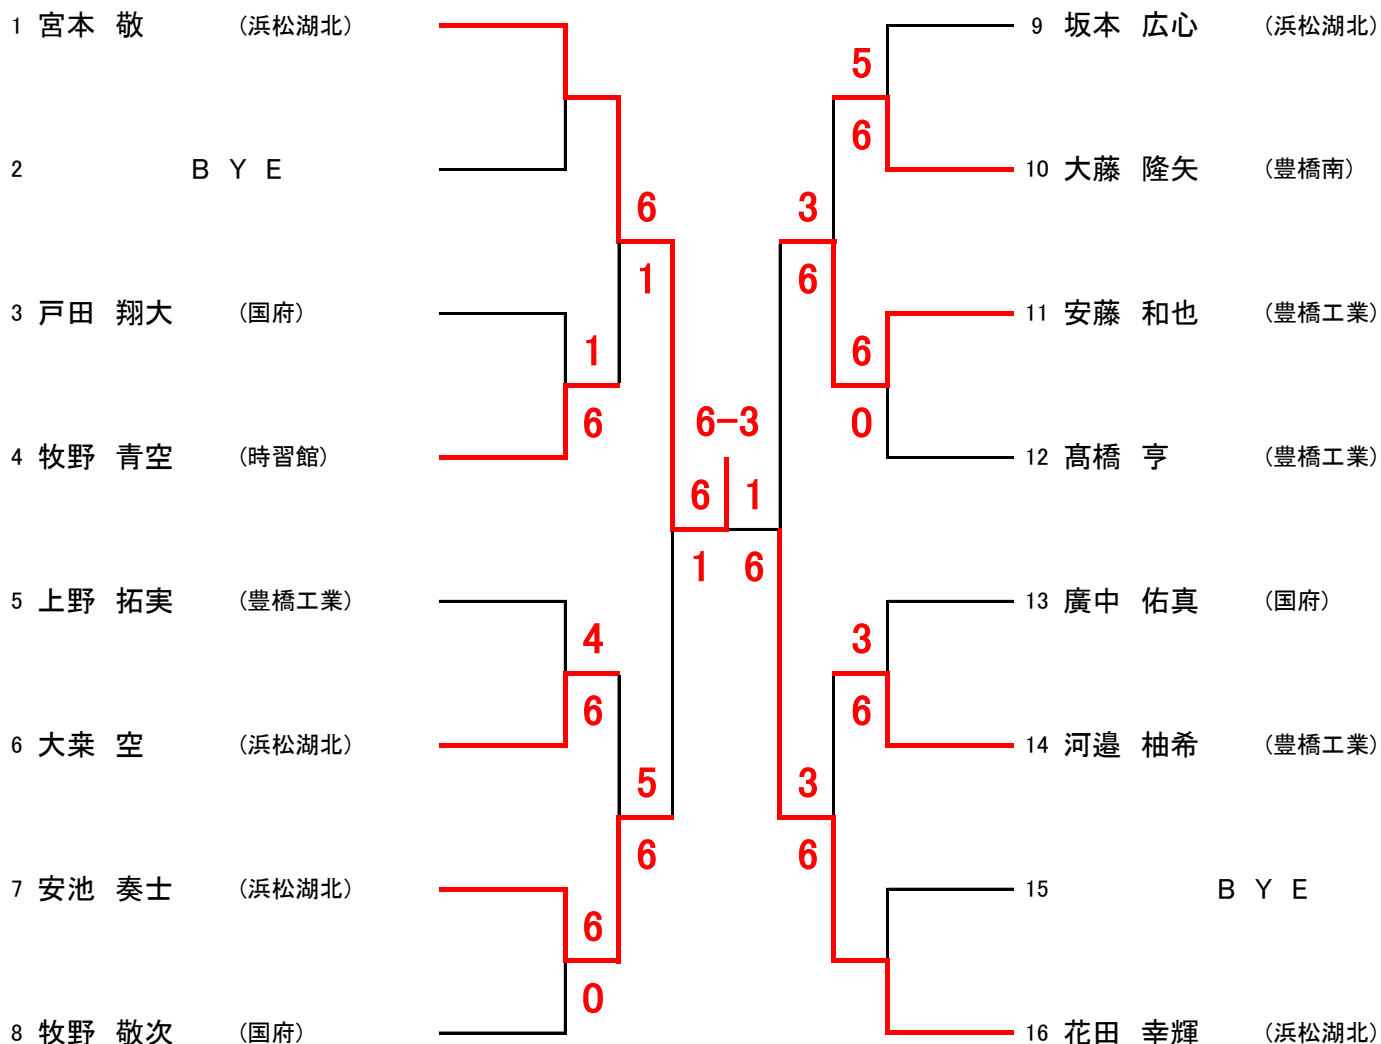 1 宮本 敬 (浜松湖北)
2 B Y E
3 戸田 翔大 (国府)
4 牧野 青空 (時習館)
5 上野 拓実 (豊橋工業)
6 大桒 空 (浜松湖北)
7 安池 奏士 (浜松湖北)
8 牧野 敬次 (国府)
6
1
1
6
4
6
5
6
6
0
6-3
6 1
1 6
5
6
3
6
6
0
3
6
3
6
9 坂本 広心 (浜松湖北)
10 大藤 隆矢 (豊橋南)
11 安藤 和也 (豊橋工業)
12 髙橋 亨 (豊橋工業)
13 廣中 佑真 (国府)
14 河邉 柚希 (豊橋工業)
15 B Y E
16 花田 幸輝 (浜松湖北)